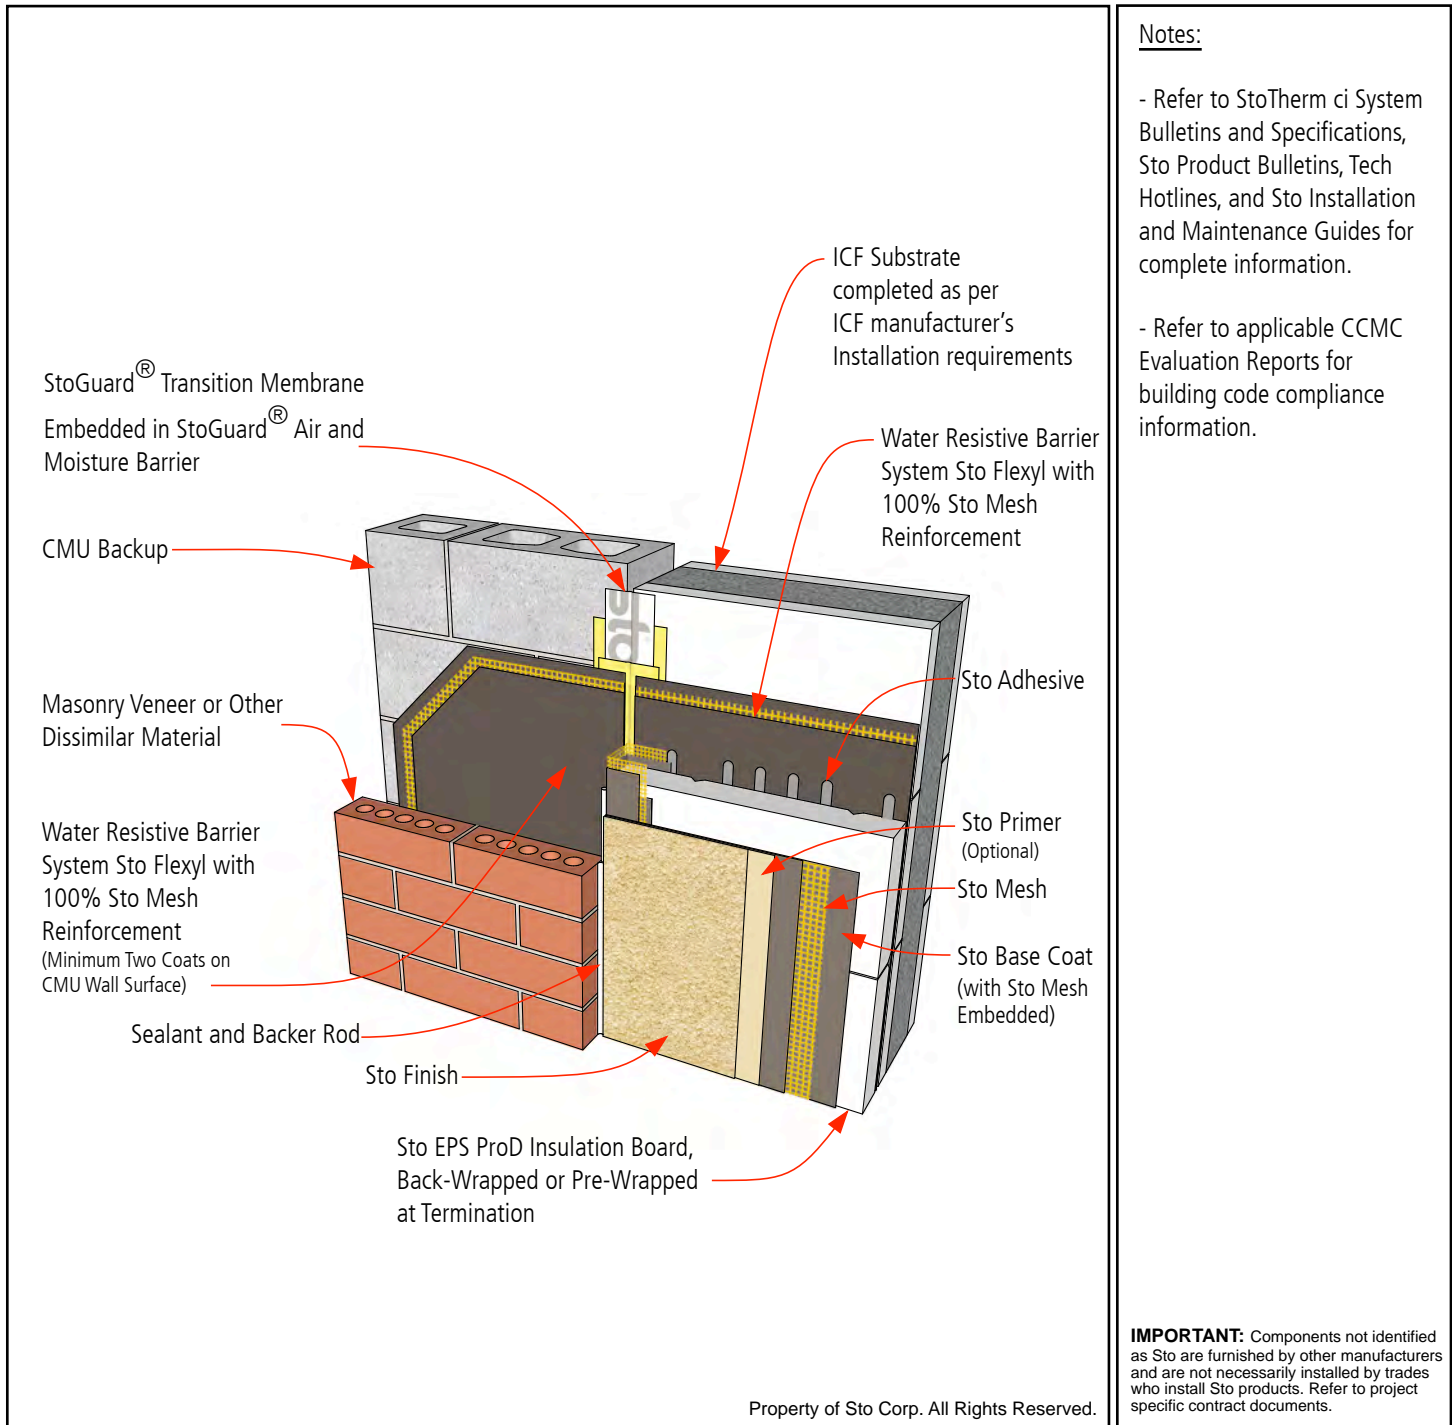 Notes:
- Refer to StoTherm ci System
Bulletins and Specifications,
Sto Product Bulletins, Tech
Hotlines, and Sto Installation
and Maintenance Guides for
complete information.
- Refer to applicable CCMC
Evaluation Reports for
building code compliance
information.
ICF Substrate
completed as per
ICF manufacturer's
Installation requirements
StoGuard® Transition Membrane
Embedded in StoGuard® Air and
Moisture Barrier
Water Resistive Barrier
System Sto Flexyl with
100% Sto Mesh
Reinforcement
CMU Backup
sto
Sto Adhesive
Masonry Veneer or Other
Dissimilar Material
Water Resistive Barrier
System Sto Flexyl with
100% Sto Mesh
Reinforcement
(Minimum Two Coats on
CMU Wall Surface)
Sto Primer
(Optional)
Sto Mesh
Sto Base Coat
(with Sto Mesh
Embedded)
Sealant and Backer Rod
Sto Finish
Sto EPS ProD Insulation Board,
Back-Wrapped or Pre-Wrapped
at Termination
IMPORTANT: Components not identified
as Sto are furnished by other manufacturers
and are not necessarily installed by trades
who install Sto products. Refer to project
specific contract documents.
Property of Sto Corp. All Rights Reserved.